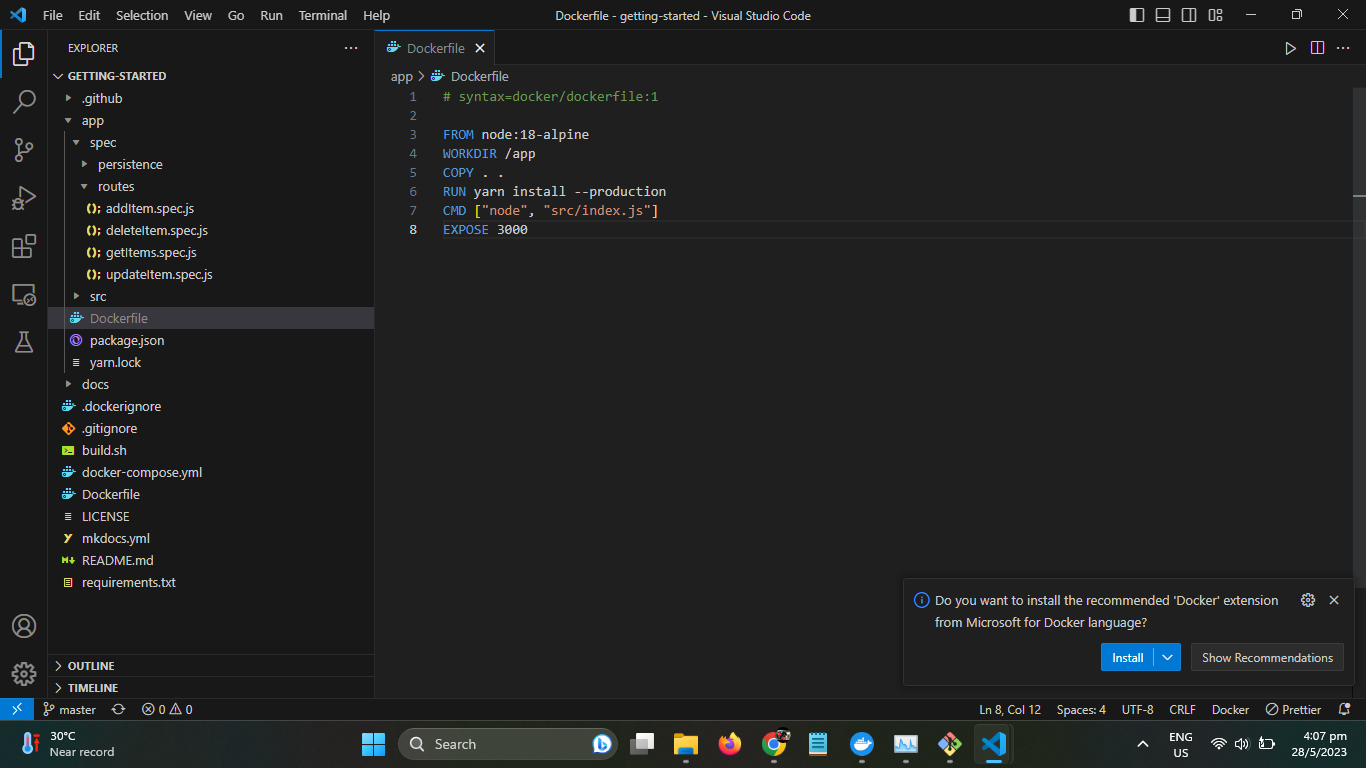 File Edit Selection View Go Run Terminal Help
Dockerfile - getting-started - Visual Studio Code
EXPLORER
GETTING-STARTED
.github
app
spec
persistence
routes
addItem.spec.js
deleteItem.spec.js
getItems.spec.js
updateItem.spec.js
src
Dockerfile
package.json
yarn.lock
docs
.dockerignore
.gitignore
build.sh
docker-compose.yml
Dockerfile
LICENSE
mkdocs.yml
README.md
requirements.txt
OUTLINE
TIMELINE
Dockerfile
app > Dockerfile
1 # syntax=docker/dockerfile:1
2
3 FROM node:18-alpine
4 WORKDIR /app
5 COPY . .
6 RUN yarn install --production
7 CMD ["node", "src/index.js"]
8 EXPOSE 3000
Do you want to install the recommended 'Docker' extension
from Microsoft for Docker language?
Install
Show Recommendations
master
0
0
Ln 8, Col 12
Spaces: 4
UTF-8
CRLF
Docker
Prettier
30°C
Near record
Search
ENG
US
4:07 pm
28/5/2023